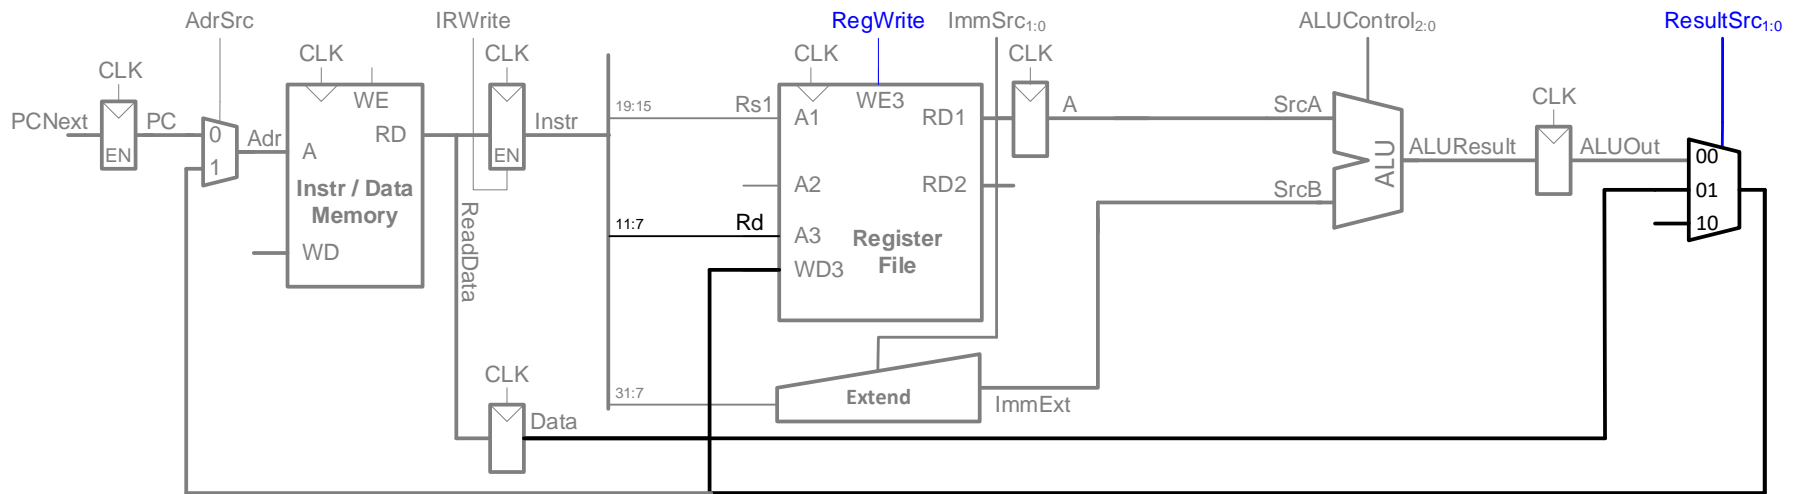 AdrSrc
IRWrite
RegWrite
ImmSrc1:0
ALUControl2:0
ResultSrc1:0
CLK
CLK
CLK
CLK
CLK
CLK
PCNext
EN
PC
0
1
Adr
WE
RD
A
Instr / Data
Memory
WD
EN
Instr
ReadData
19:15
Rs1
A1
WE3
RD1
A
SrcA
A2
RD2
SrcB
ALU
ALUResult
CLK
ALUOut
00
01
10
11:7
Rd
A3
WD3
Register
File
31:7
Extend
ImmExt
CLK
Data